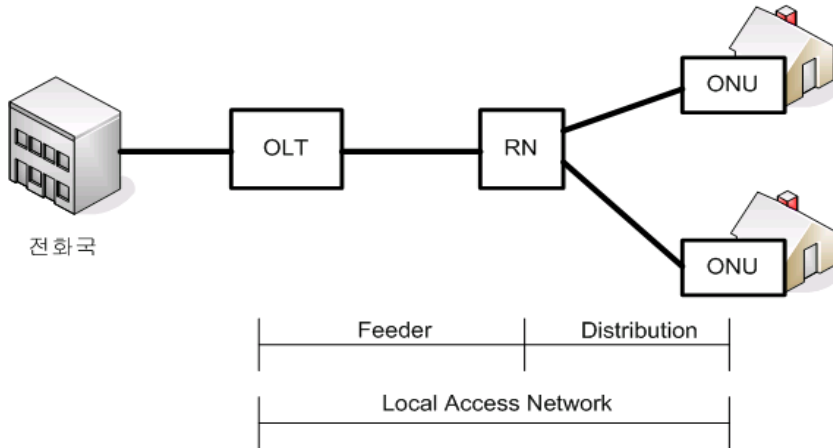 ONU
OLT
RN
전화국
ONU
Feeder
Distribution
Local Access Network